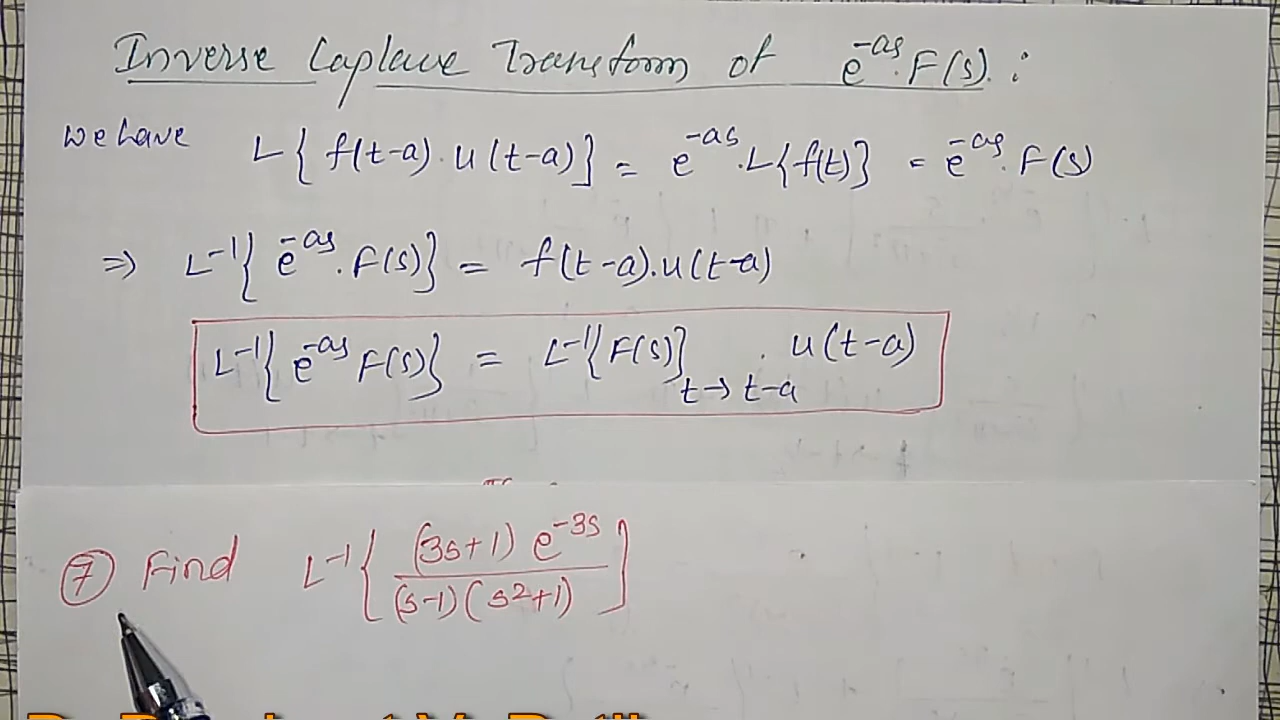 Inverse Laplace Transform of e^{-as}.F(s) :
we have L{f(t-a).u(t-a)} = e^{-as}.L{f(t)} = e^{-as}.F(s)
⇒ L^{-1}{e^{-as}.F(s)} = f(t-a).u(t-a)
L^{-1}{e^{-as}F(s)} = L^{-1}{F(s)}_{t→t-a} . u(t-a)
⑦ Find L^{-1}{(3s+1) e^{-3s} / (s-1)(s^2+1)}